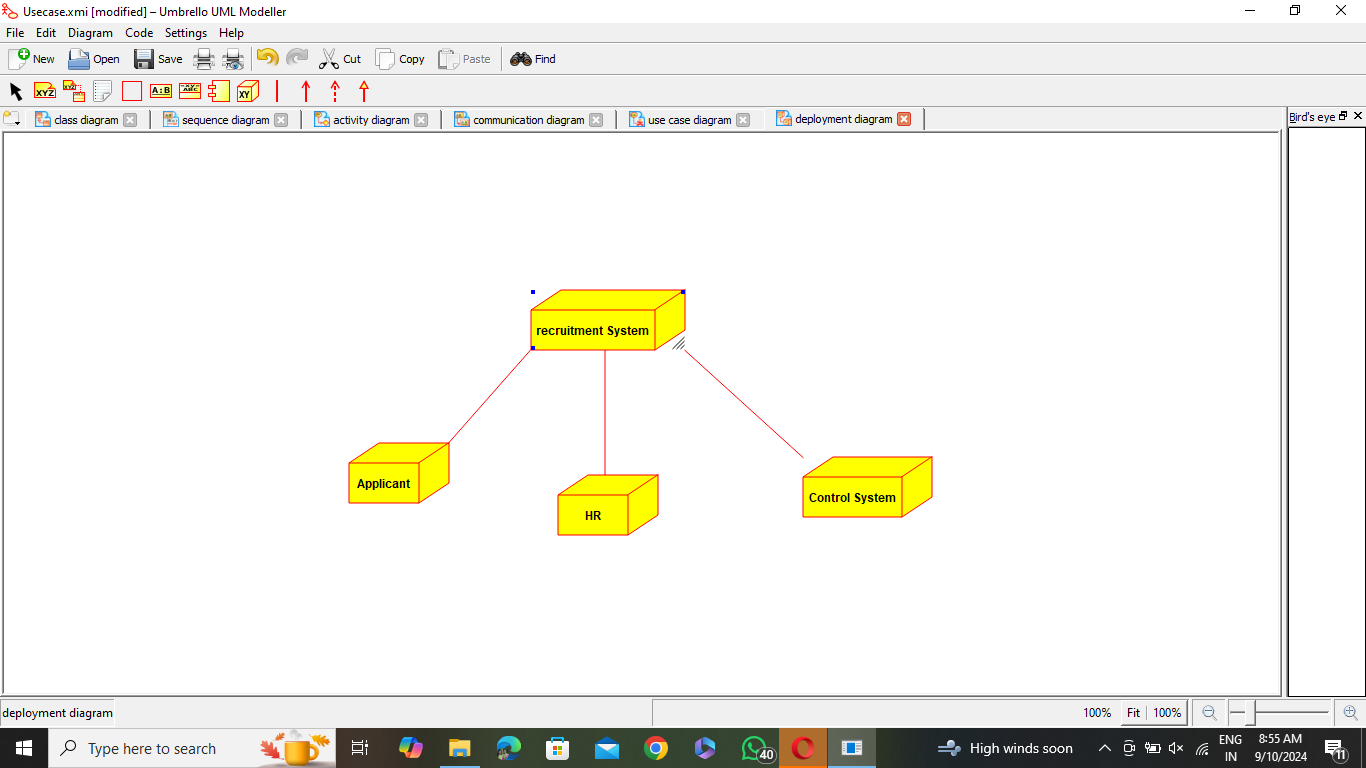 Usecase.xmi [modified] – Umbrello UML Modeller
File Edit Diagram Code Settings Help
New Open Save Cut Copy Paste Find
XYZ XYZ A:B ABC XY
class diagram sequence diagram activity diagram communication diagram use case diagram deployment diagram Bird's eye
recruitment System
Applicant
HR
Control System
deployment diagram 100% Fit 100%
Type here to search 40 High winds soon ENG IN 8:55 AM 9/10/2024 11